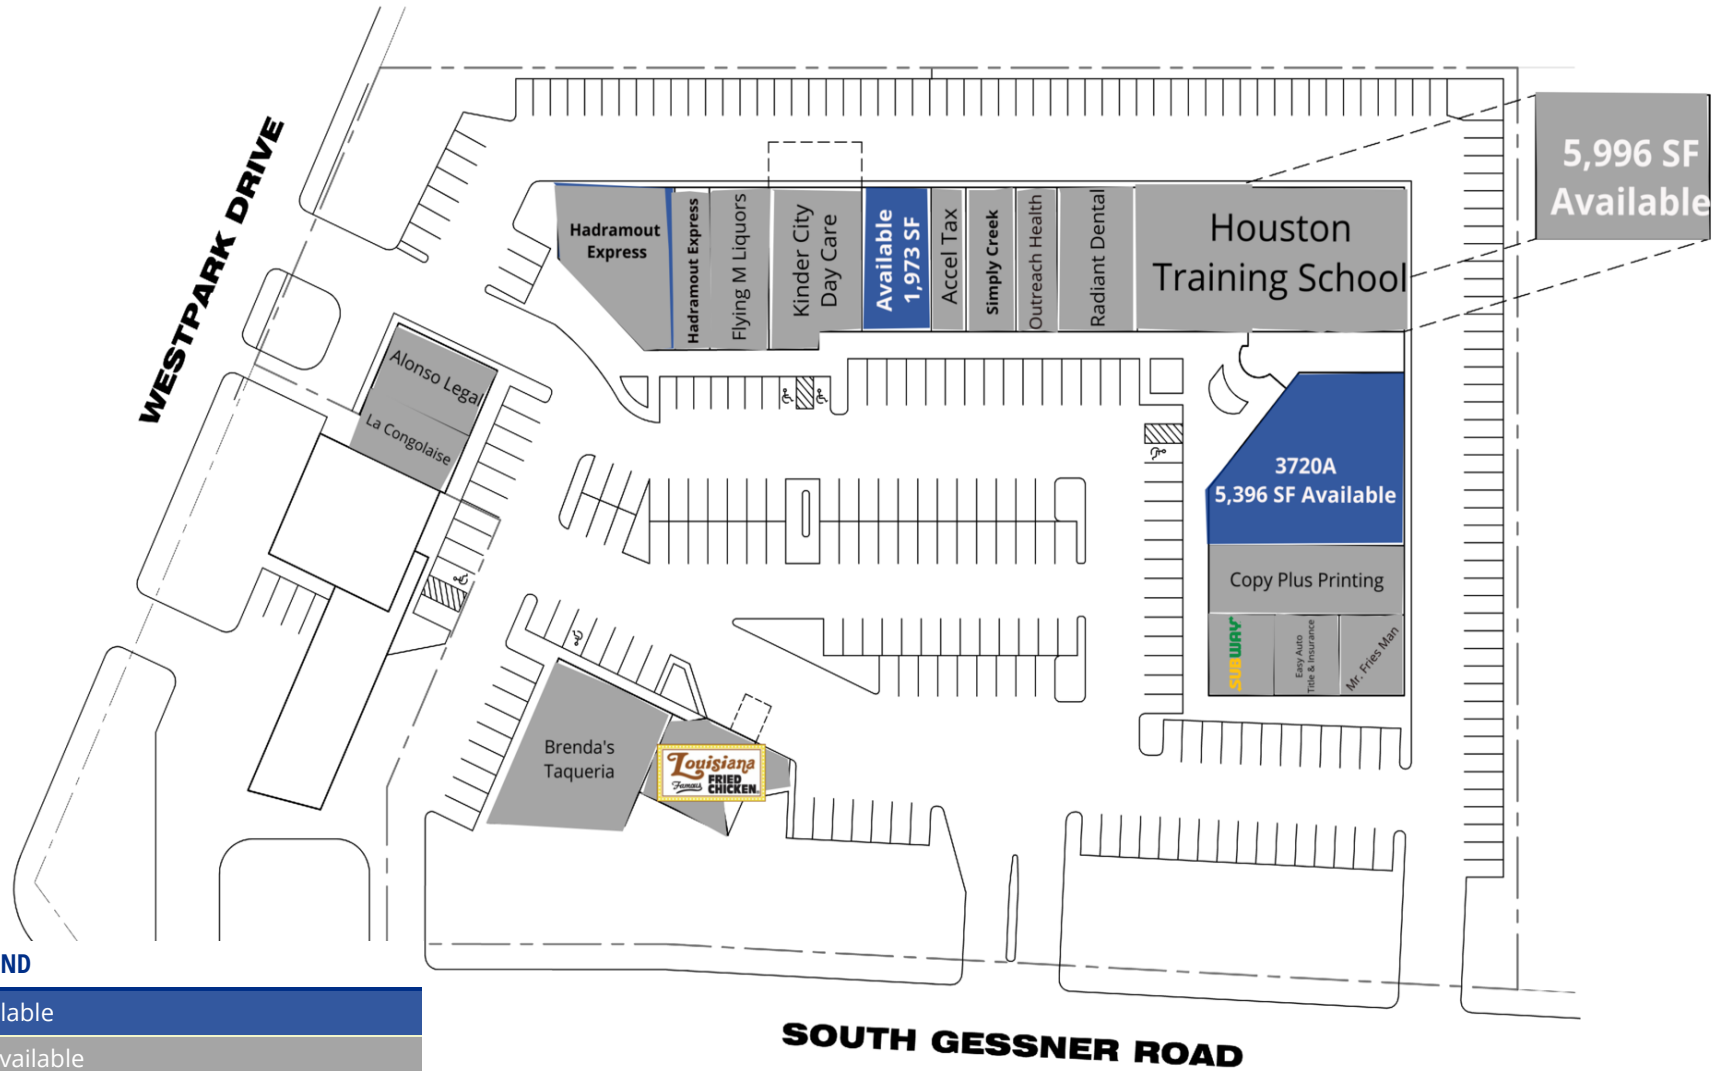 WESTPARK DRIVE
5,996 SF
Available
Hadramout
Express
Hadramout Express
Flying M Liquors
Kinder City
Day Care
Available
1,973 SF
Accel Tax
Simply Creek
Outreach Health
Radiant Dental
Houston
Training School
Alonso Legal
La Congolaise
3720A
5,396 SF Available
Copy Plus Printing
SUBWAY
Easy Auto
Title & Insurance
Mr. Fries Man
Brenda's
Taqueria
Louisiana
Famous
FRIED
CHICKEN
ND
lable
vailable
SOUTH GESSNER ROAD